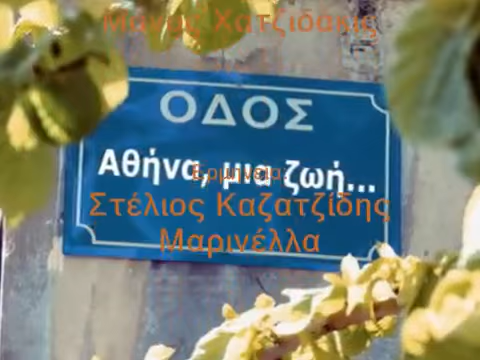 Μάνος Χατζιδάκις
ΟΔΟΣ
Αθήνα, μια ζωή...
Ερμηνεία:
Στέλιος Καζατζίδης
Μαρινέλλα